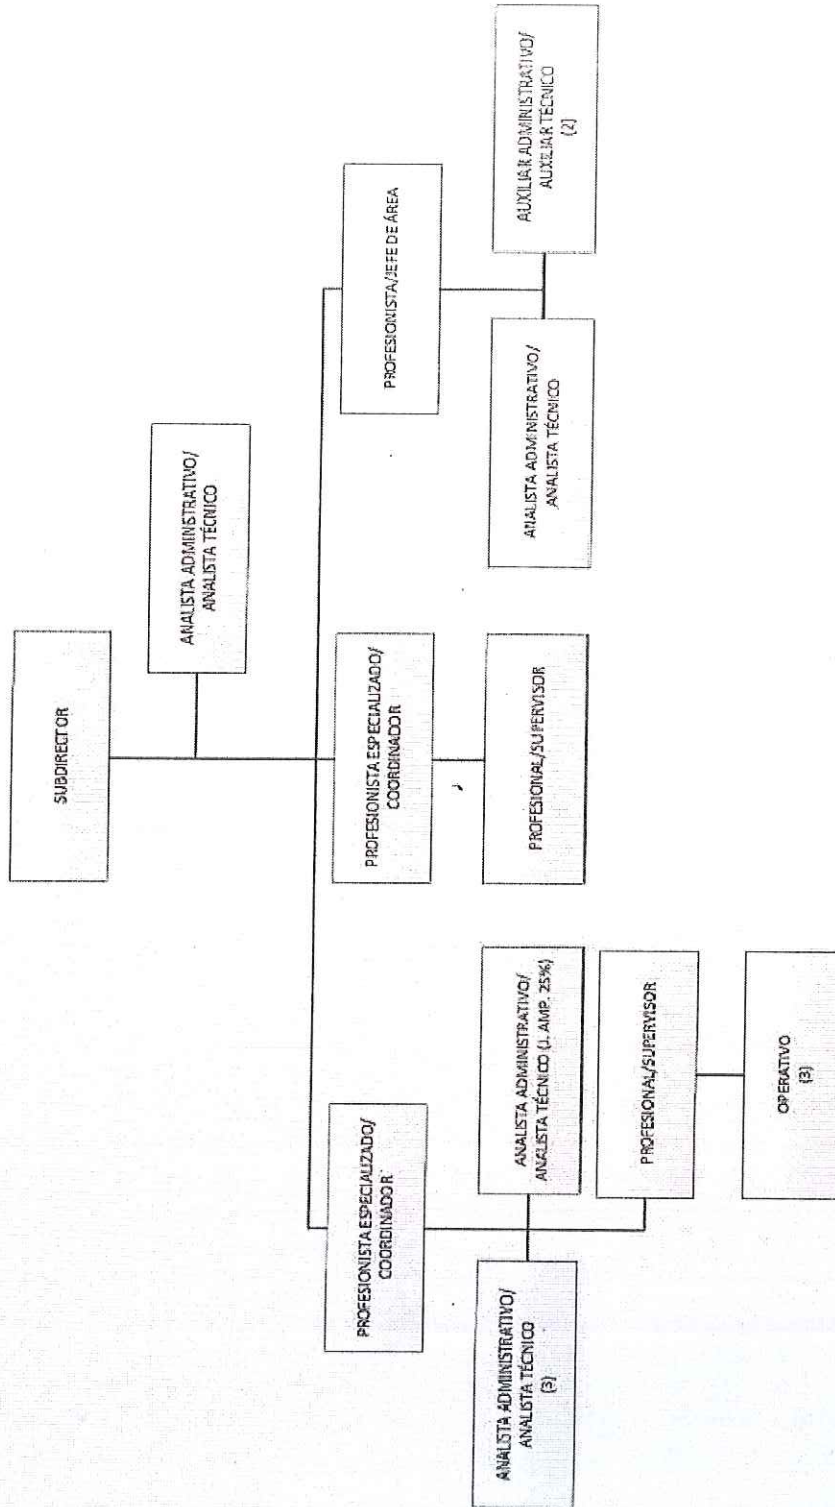 SUBDIRECTOR
ANALISTA ADMINISTRATIVO/
ANALISTA TÉCNICO
PROFESIONISTA ESPECIALIZADO/
COORDINADOR
PROFESIONISTA ESPECIALIZADO/
COORDINADOR
PROFESIONISTA/JEFE DE ÁREA
ANALISTA ADMINISTRATIVO/
ANALISTA TÉCNICO
(3)
ANALISTA ADMINISTRATIVO/
ANALISTA TÉCNICO (J. AMP. 25%)
PROFESIONAL/SUPERVISOR
OPERATIVO
(3)
PROFESIONAL/SUPERVISOR
ANALISTA ADMINISTRATIVO/
ANALISTA TÉCNICO
AUXILIAR ADMINISTRATIVO/
AUXILIAR TÉCNICO
(2)